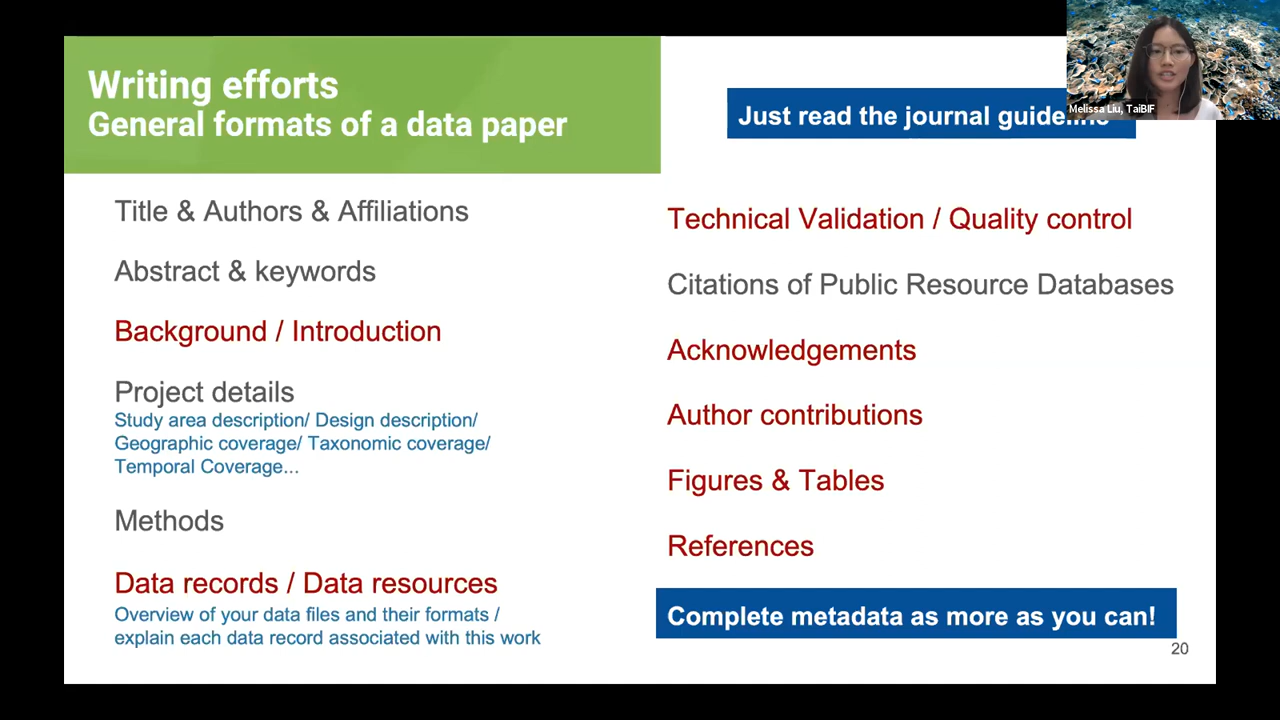 Writing efforts
General formats of a data paper
Just read the journal guideline
Melissa Liu, TaiBIF
Title & Authors & Affiliations
Abstract & keywords
Background / Introduction
Project details
Study area description/ Design description/
Geographic coverage/ Taxonomic coverage/
Temporal Coverage...
Methods
Data records / Data resources
Overview of your data files and their formats /
explain each data record associated with this work
Technical Validation / Quality control
Citations of Public Resource Databases
Acknowledgements
Author contributions
Figures & Tables
References
Complete metadata as more as you can!
20